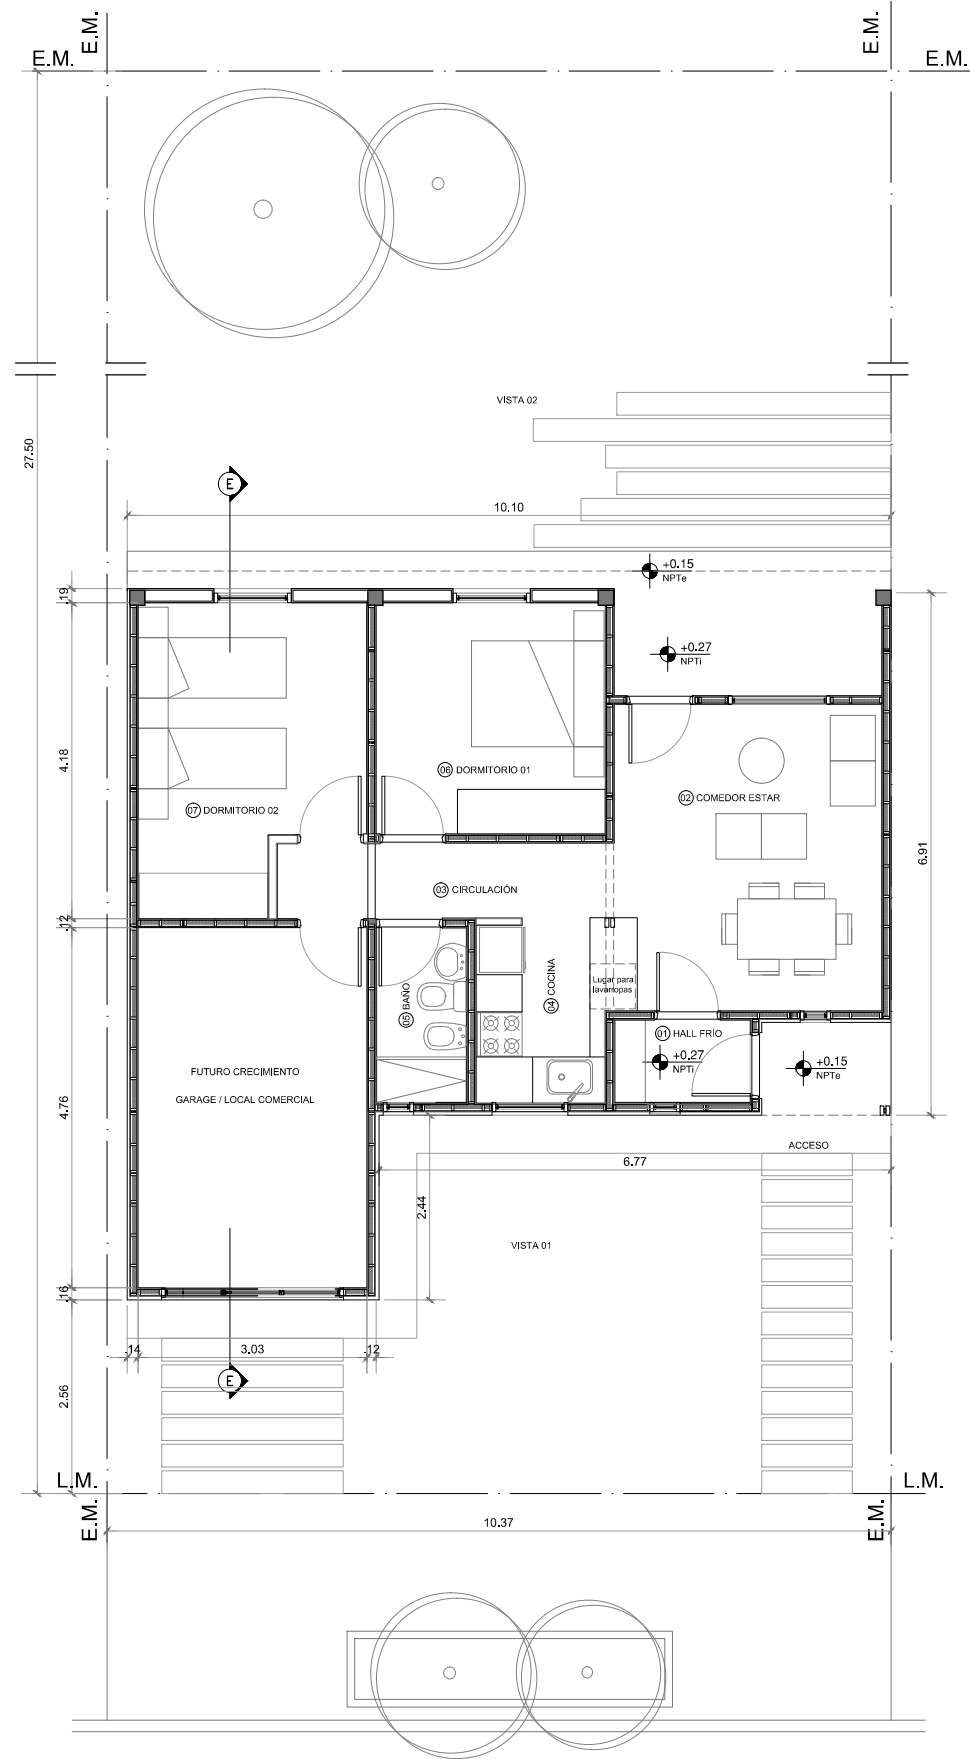 E.M.
E.M.
E.M.
E.M.
27.50
VISTA 02
E
10.10
+0.15
NPTe
.19
+0.27
NPTi
4.18
06 DORMITORIO 01
07 DORMITORIO 02
02 COMEDOR ESTAR
6.91
03 CIRCULACIÓN
.12
05 BAÑO
04 COCINA
Lugar para
lavarropas
01 HALL FRÍO
+0.27
NPTi
+0.15
NPTe
FUTURO CRECIMIENTO
GARAGE / LOCAL COMERCIAL
4.76
ACCESO
6.77
2.44
VISTA 01
.16
.14
3.03
.12
E
2.56
L.M.
L.M.
E.M.
E.M.
10.37